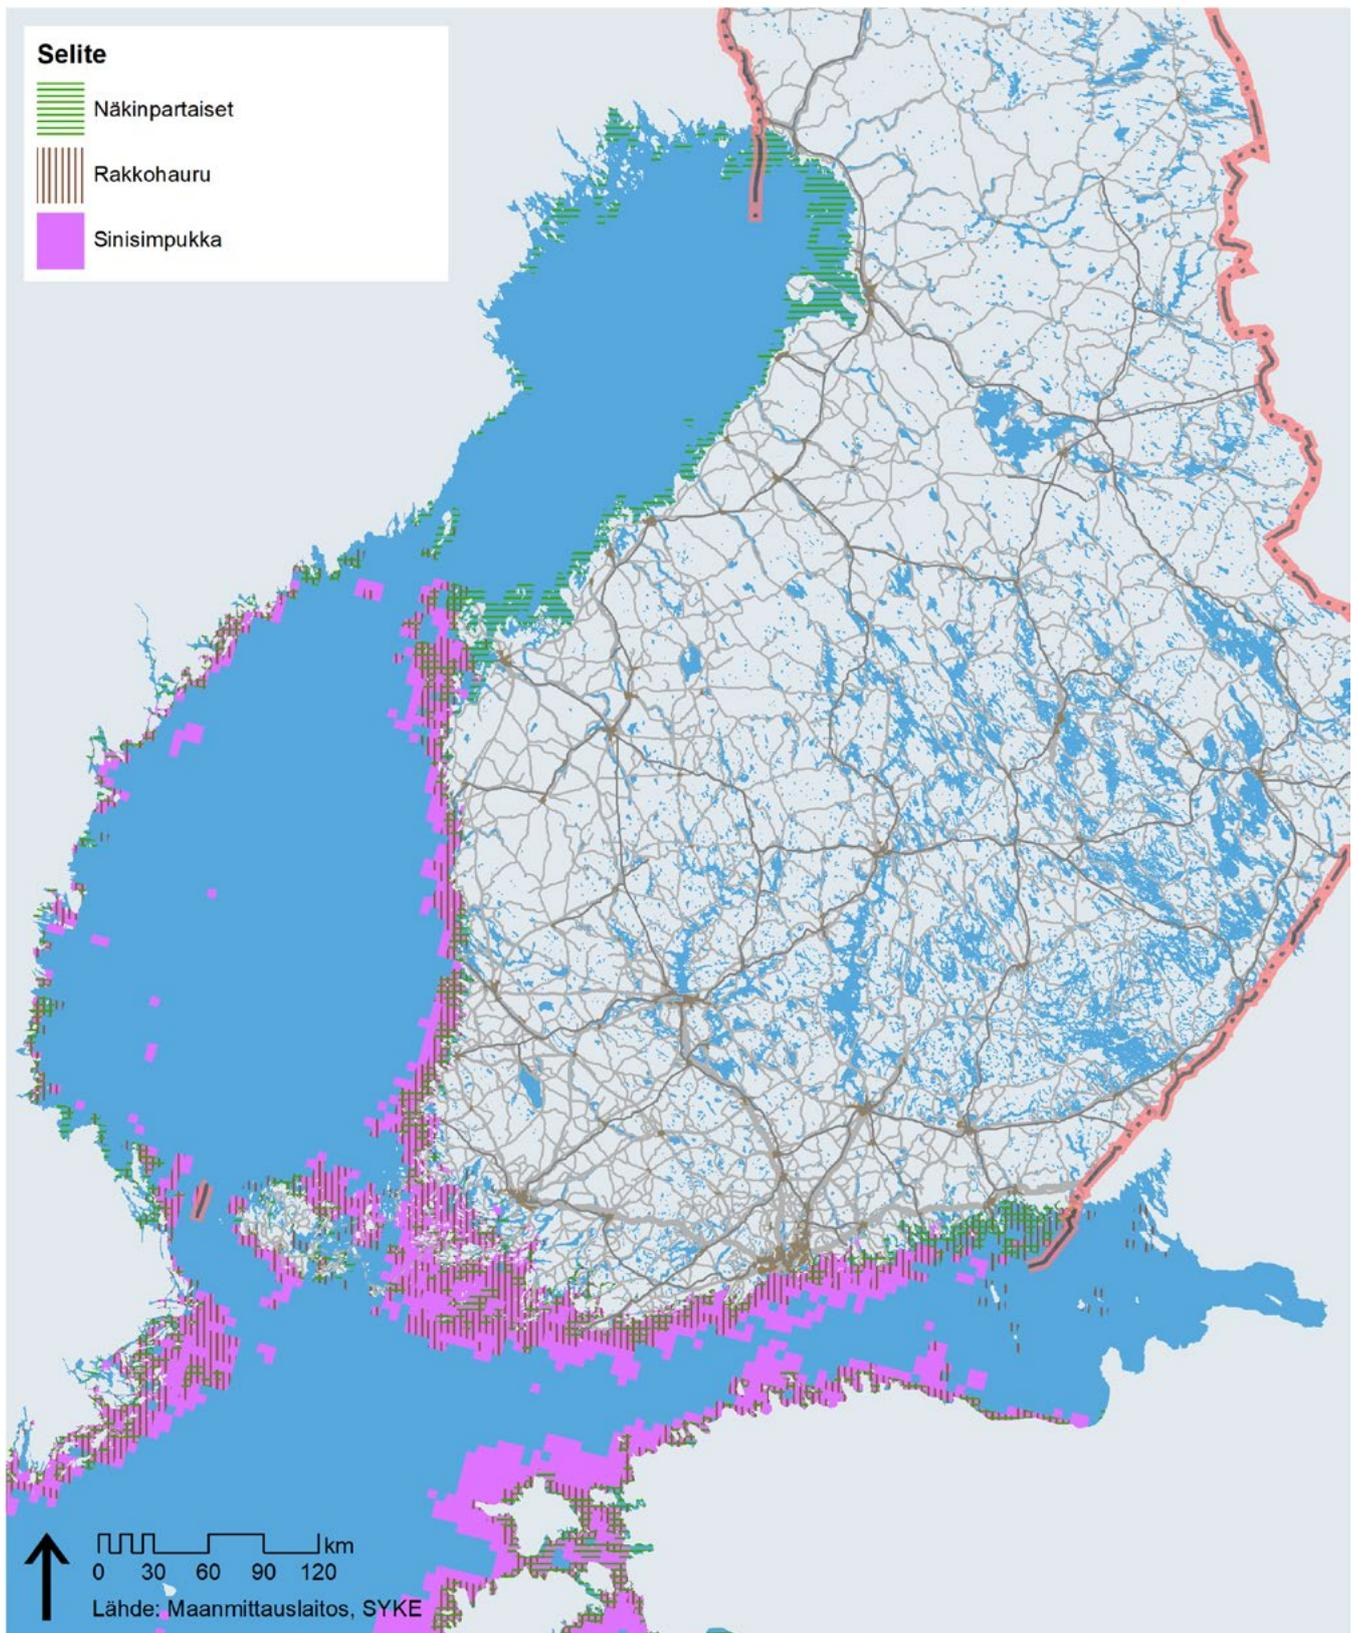 Selite
Näkinpartaiset
Rakkohauru
Sinisimpukka
km
0 30 60 90 120
Lähde: Maanmittauslaitos, SYKE